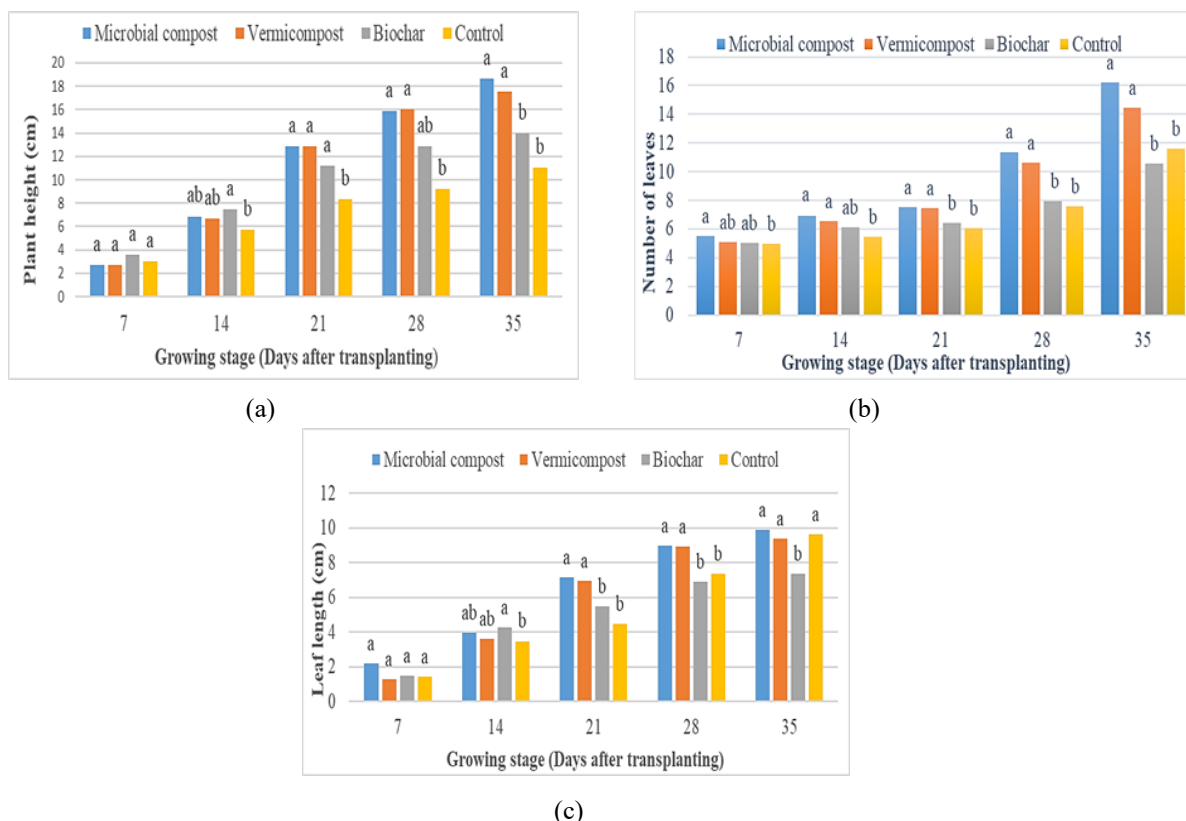 Microbial compost Vermicompost Biochar Control
20
18
16
14
12
10
8
6
4
2
0
Plant height (cm)
a a a a
ab ab a b
a a a b
a a ab b
a a b b
7 14 21 28 35
Growing stage (Days after transplanting)
(a)
Microbial compost Vermicompost Biochar Control
18
16
14
12
10
8
6
4
2
0
Number of leaves
a ab ab b
a a ab b
a a b b
a a b b
a a b b
7 14 21 28 35
Growing stage (Days after transplanting)
(b)
Microbial compost Vermicompost Biochar Control
12
10
8
6
4
2
0
Leaf length (cm)
a a a a
ab ab a b
a a b b
a a b b
a a b a
7 14 21 28 35
Growing stage (Days after transplanting)
(c)